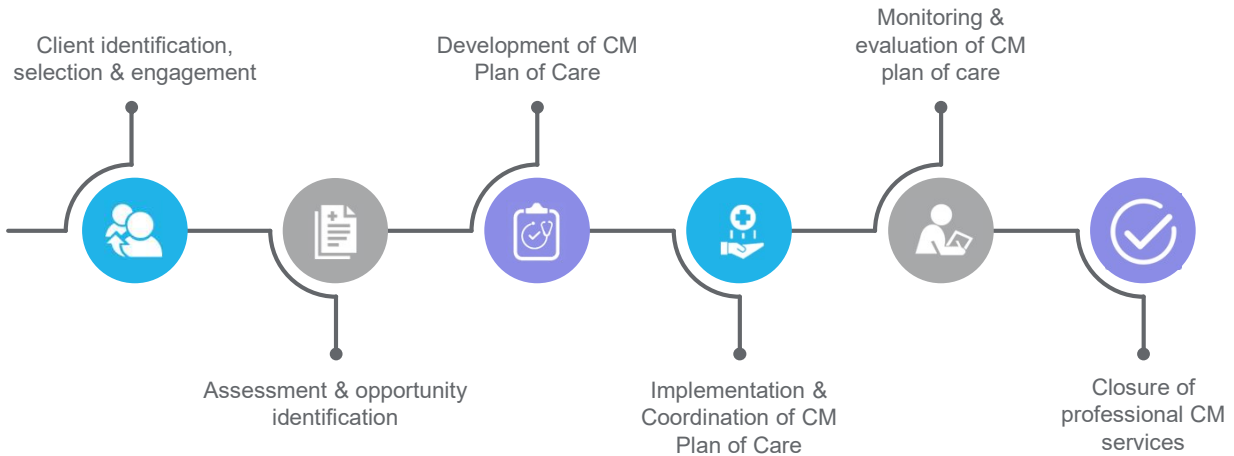 Client identification,
selection & engagement
Assessment & opportunity
identification
Development of CM
Plan of Care
Implementation &
Coordination of CM
Plan of Care
Monitoring &
evaluation of CM
plan of care
Closure of
professional CM
services